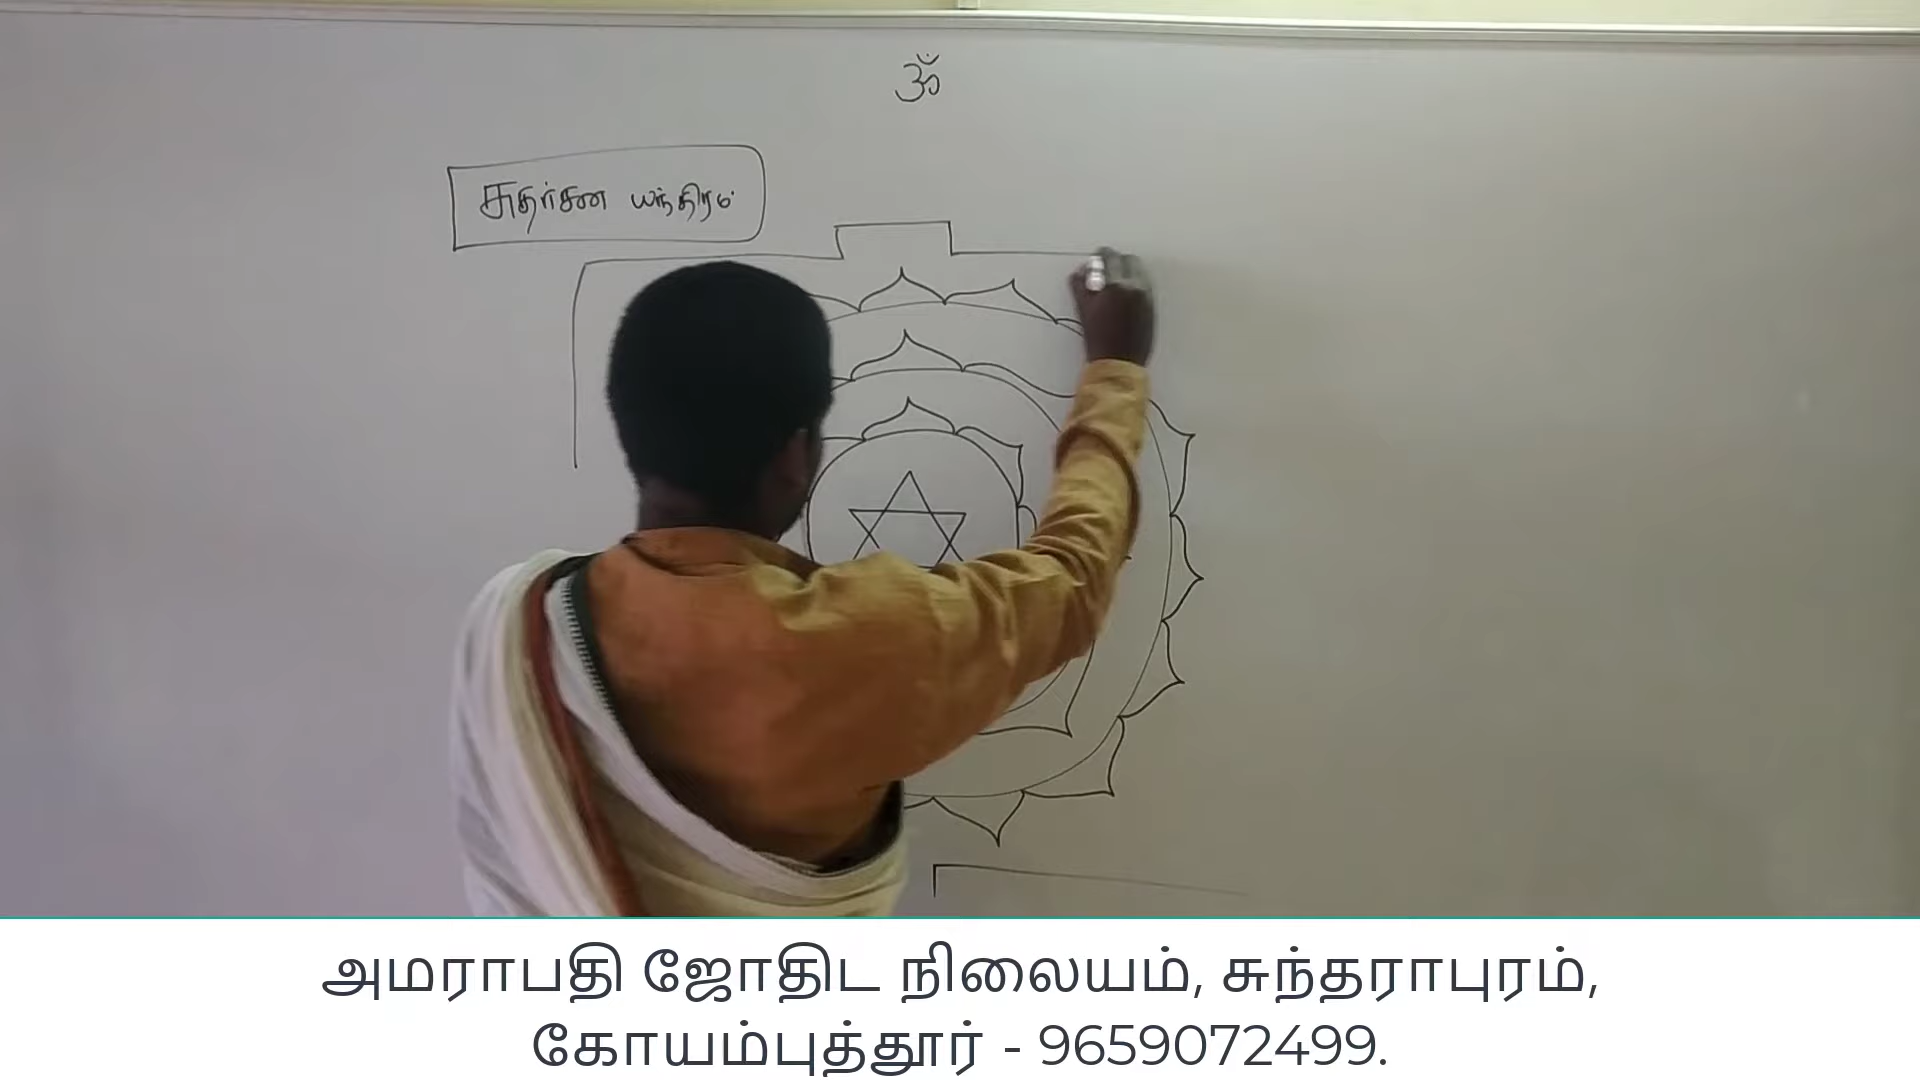 ॐ
சுதர்சன யந்திரம்
அமராபதி ஜோதிட நிலையம், சுந்தராபுரம்,
கோயம்புத்தூர் - 9659072499.